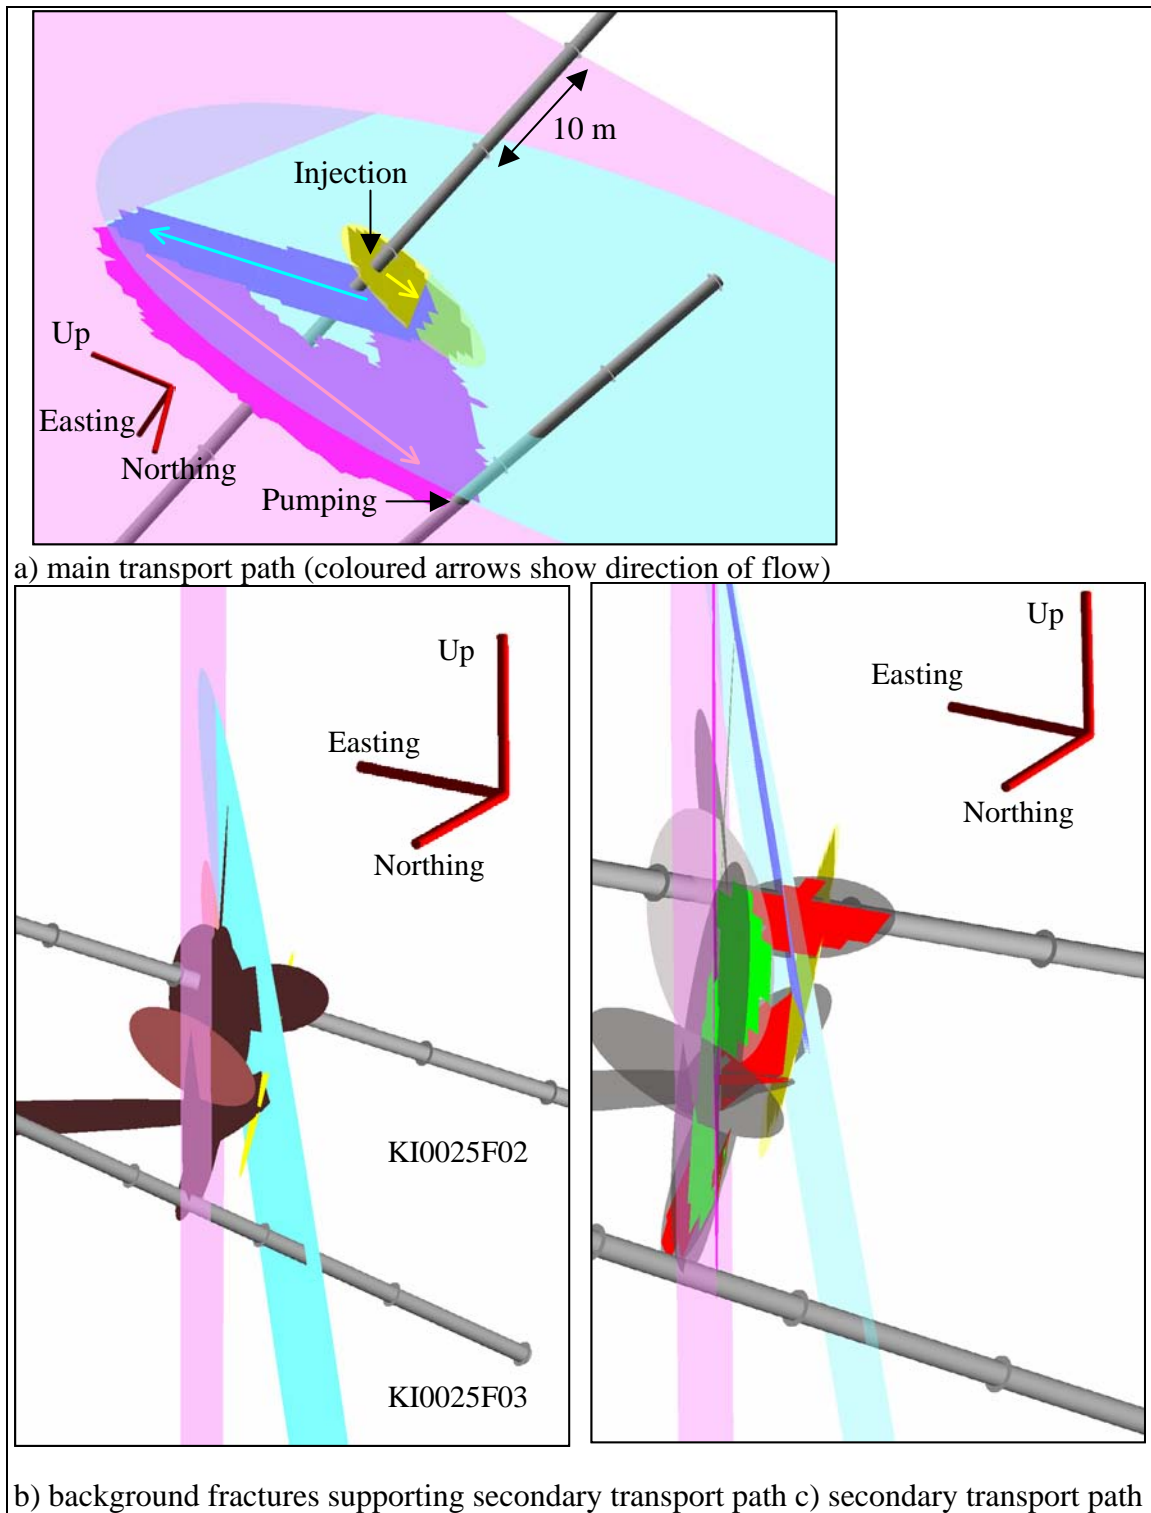 10 m
Injection
Up
Easting
Northing
Pumping
a) main transport path (coloured arrows show direction of flow)
Up
Easting
Northing
KI0025F02
KI0025F03
Up
Easting
Northing
b) background fractures supporting secondary transport path c) secondary transport path